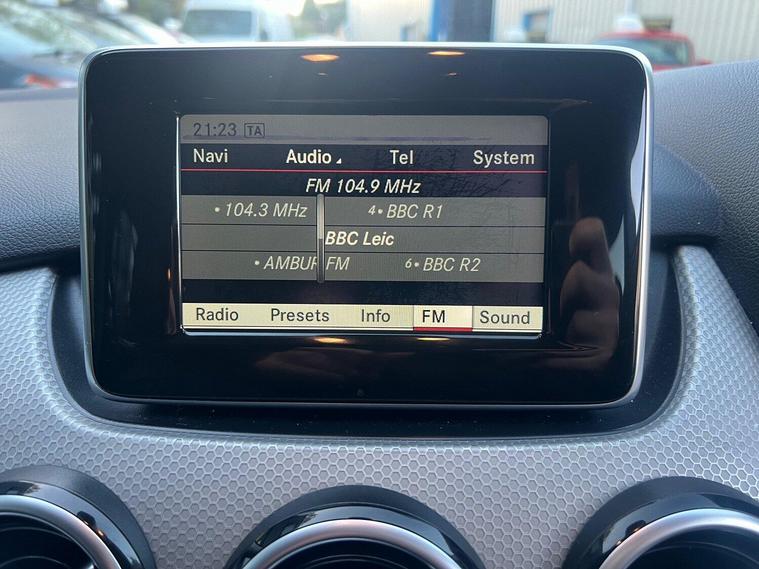 21:23 TA
Navi Audio Tel System
FM 104.9 MHz
• 104.3 MHz 4• BBC R1
BBC Leic
• AMBUR FM 6• BBC R2
Radio Presets Info FM Sound